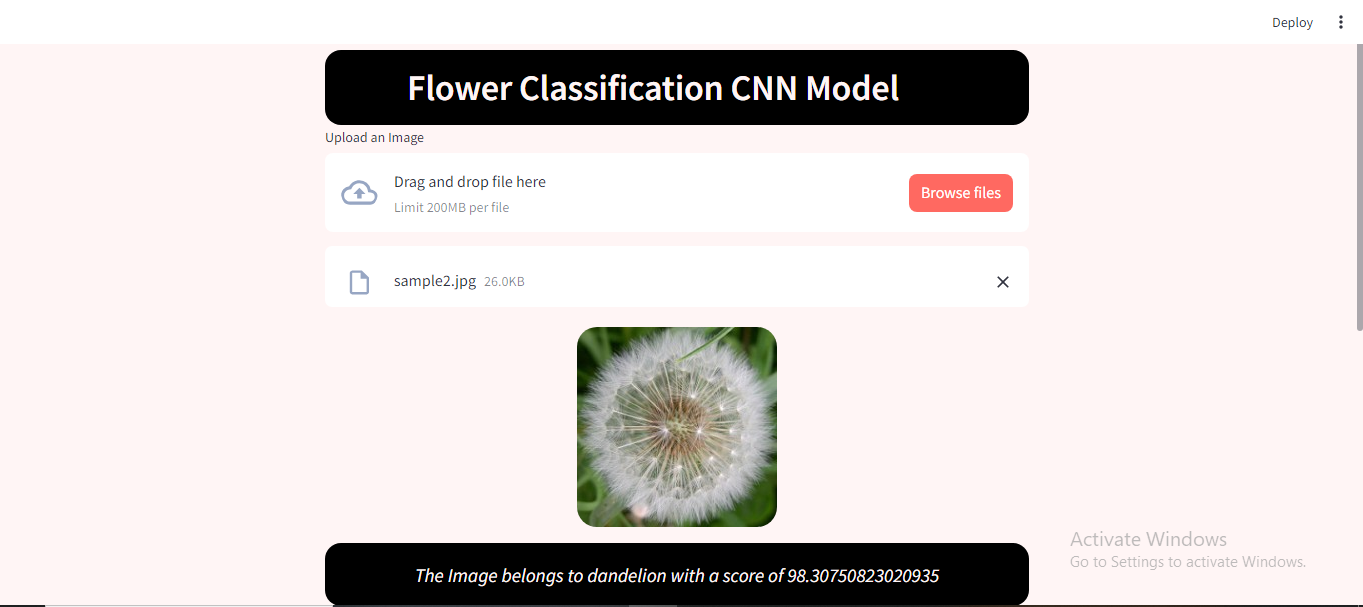 Deploy
Flower Classification CNN Model
Upload an Image
Drag and drop file here
Limit 200MB per file
Browse files
sample2.jpg 26.0KB
The Image belongs to dandelion with a score of 98.30750823020935
Activate Windows
Go to Settings to activate Windows.